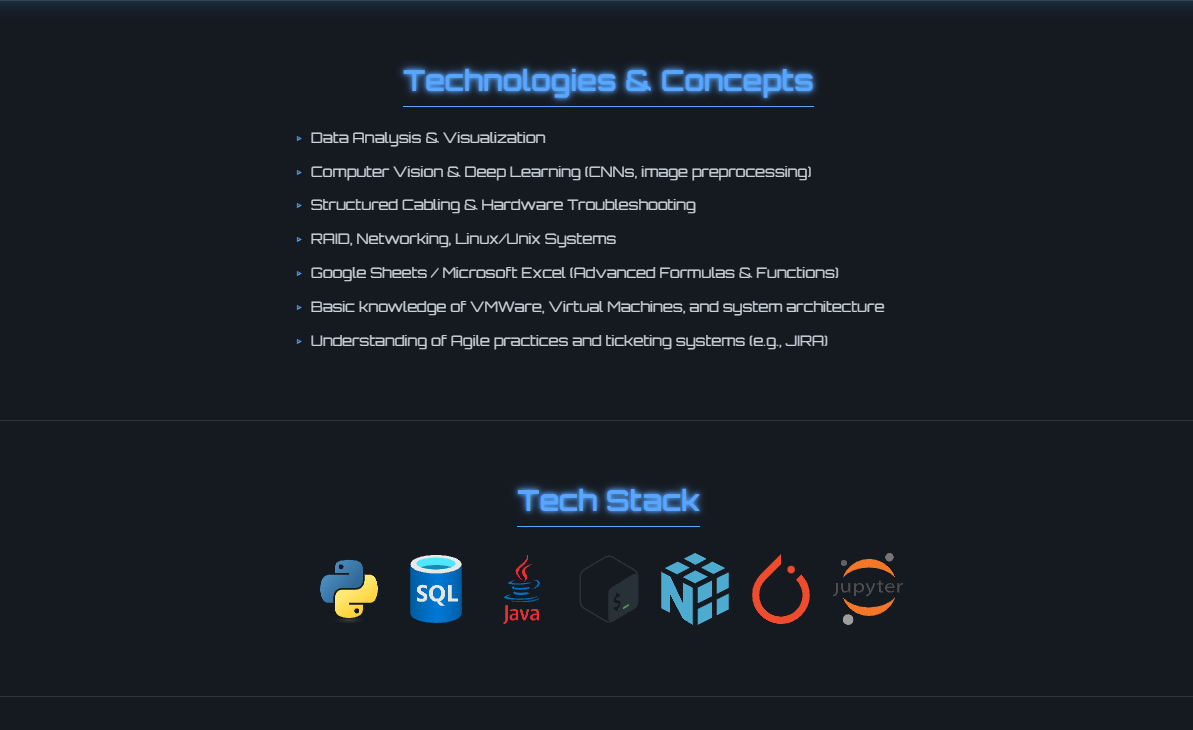 Technologies & Concepts
Data Analysis & Visualization
Computer Vision & Deep Learning (CNNs, image preprocessing)
Structured Cabling & Hardware Troubleshooting
RAID, Networking, Linux/Unix Systems
Google Sheets / Microsoft Excel (Advanced Formulas & Functions)
Basic knowledge of VMWare, Virtual Machines, and system architecture
Understanding of Agile practices and ticketing systems (e.g., JIRA)
Tech Stack
SQL
Java
$_
N
jupyter